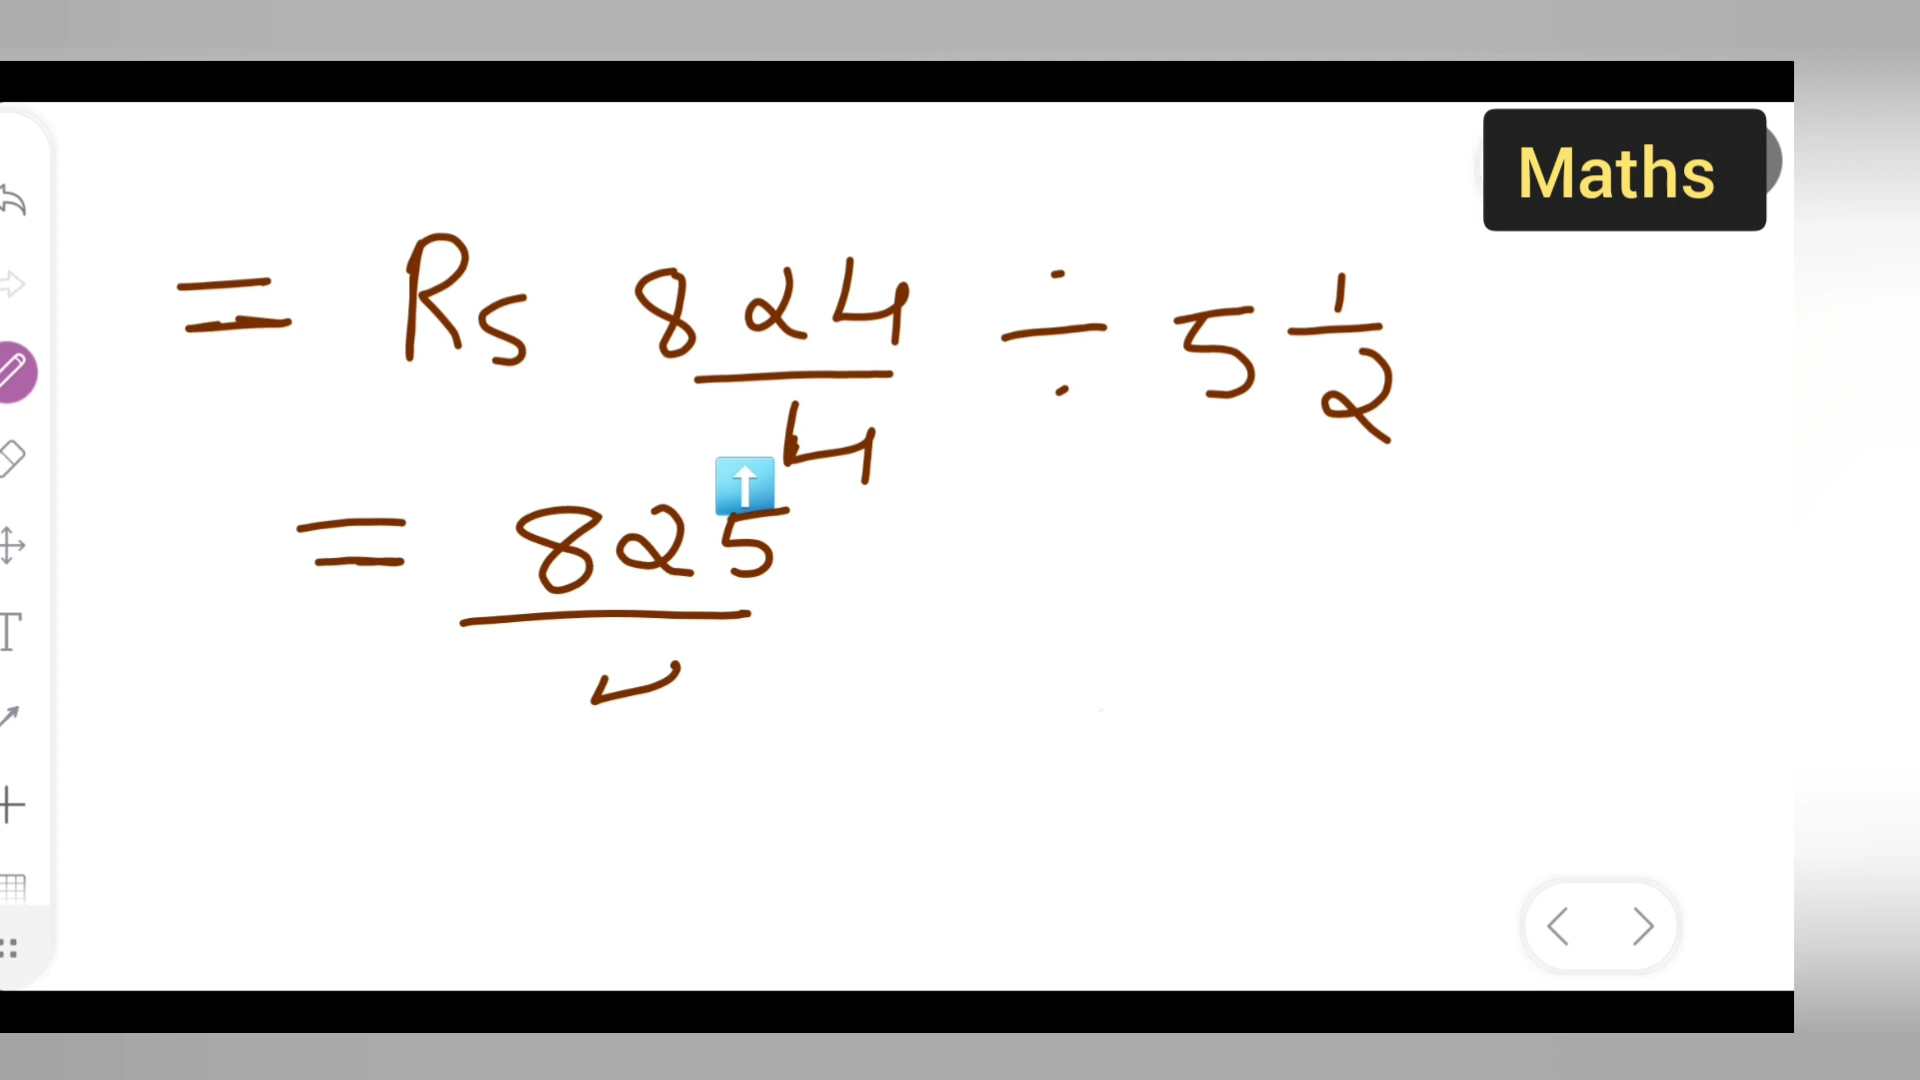 Maths
= Rs 824/4 ÷ 5 1/2
= 825